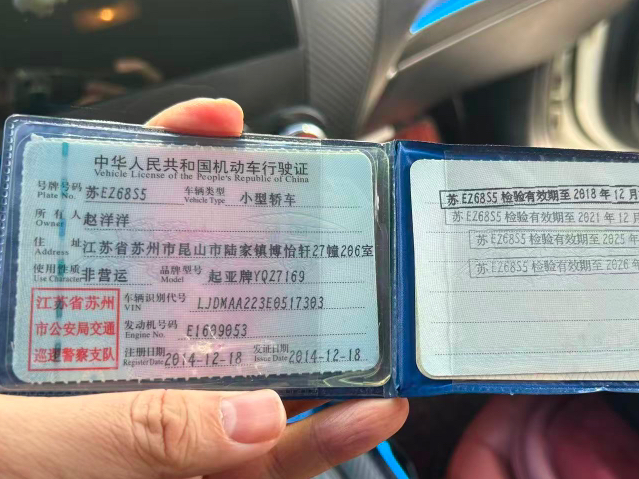 中华人民共和国机动车行驶证
Vehicle License of the People's Republic of China
号牌号码 Plate No. 苏EZ68S5 车辆类型 Vehicle Type 小型轿车
所有人 Owner 赵洋洋
住址 Address 江苏省苏州市昆山市陆家镇博怡轩27幢206室
使用性质 Use Character 非营运 品牌型号 Model 起亚牌YQZ7169
江苏省苏州
市公安局交通
巡逻警察支队
车辆识别代号 VIN LJDMAA223E0517303
发动机号码 Engine No. E1609053
注册日期 Register Date 2014-12-18 发证日期 Issue Date 2014-12-18
苏EZ68S5检验有效期至2018年12月
苏EZ68S5检验有效期至2021年12月
苏EZ68S5检验有效期至2025年
苏EZ68S5检验有效期至2026年